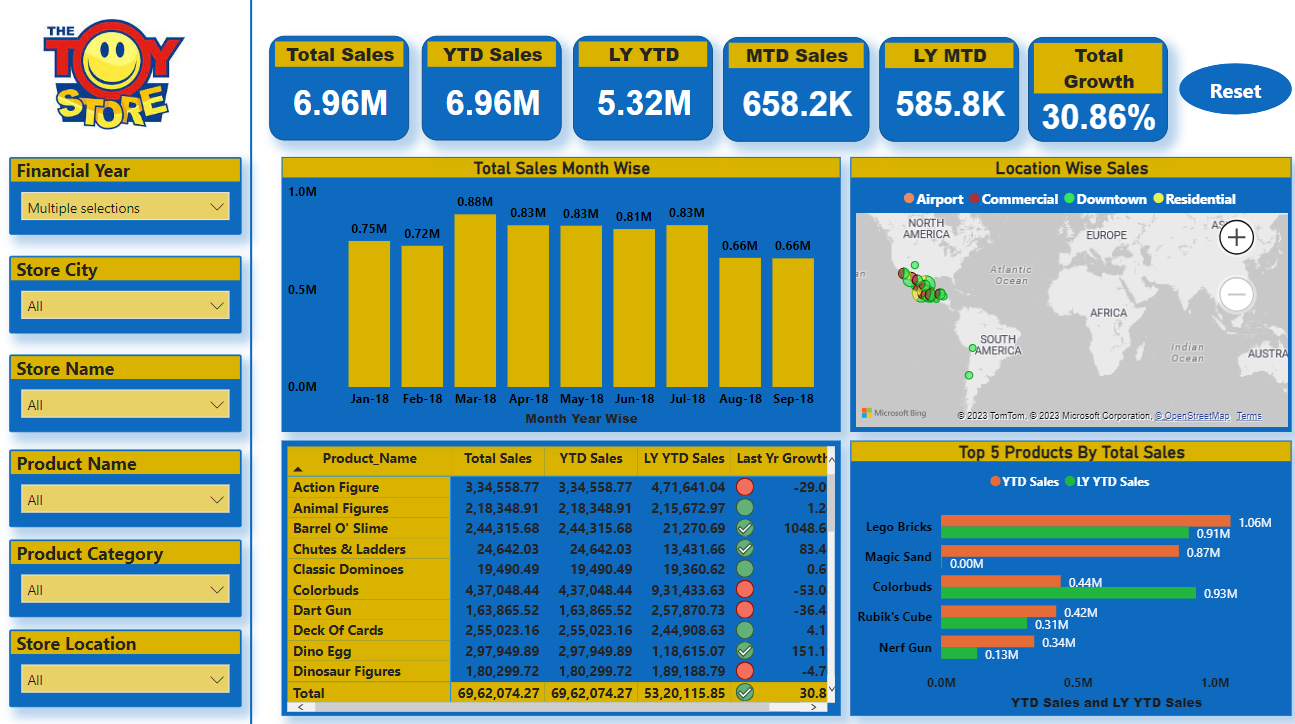 THE
TOY
STORE
Total Sales
6.96M
YTD Sales
6.96M
LY YTD
5.32M
MTD Sales
658.2K
LY MTD
585.8K
Total
Growth
30.86%
Reset
Financial Year
Multiple selections
Store City
All
Store Name
All
Product Name
All
Product Category
All
Store Location
All
Total Sales Month Wise
1.0M
0.5M
0.0M
0.75M
0.72M
0.88M
0.83M
0.83M
0.81M
0.83M
0.66M
0.66M
Jan-18 Feb-18 Mar-18 Apr-18 May-18 Jun-18 Jul-18 Aug-18 Sep-18
Month Year Wise
Location Wise Sales
Airport Commercial Downtown Residential
NORTH
AMERICA
EUROPE
AS
Atlantic
Ocean
an
AFRICA
SOUTH
AMERICA
Indian
Ocean
AUSTRA
Microsoft Bing
© 2023 TomTom, © 2023 Microsoft Corporation, © OpenStreetMap Terms
Product_Name Total Sales YTD Sales LY YTD Sales Last Yr Growth
Action Figure 3,34,558.77 3,34,558.77 4,71,641.04 -29.0
Animal Figures 2,18,348.91 2,18,348.91 2,15,672.97 1.2
Barrel O' Slime 2,44,315.68 2,44,315.68 21,270.69 1048.6
Chutes & Ladders 24,642.03 24,642.03 13,431.66 83.4
Classic Dominoes 19,490.49 19,490.49 19,360.62 0.6
Colorbuds 4,37,048.44 4,37,048.44 9,31,433.63 -53.0
Dart Gun 1,63,865.52 1,63,865.52 2,57,870.73 -36.4
Deck Of Cards 2,55,023.16 2,55,023.16 2,44,908.63 4.1
Dino Egg 2,97,949.89 2,97,949.89 1,18,615.07 151.1
Dinosaur Figures 1,80,299.72 1,80,299.72 1,89,188.79 -4.7
Total 69,62,074.27 69,62,074.27 53,20,115.85 30.8
Top 5 Products By Total Sales
YTD Sales LY YTD Sales
Lego Bricks
1.06M
0.91M
Magic Sand
0.87M
0.00M
Colorbuds
0.44M
0.93M
Rubik's Cube
0.42M
0.31M
Nerf Gun
0.34M
0.13M
0.0M 0.5M 1.0M
YTD Sales and LY YTD Sales